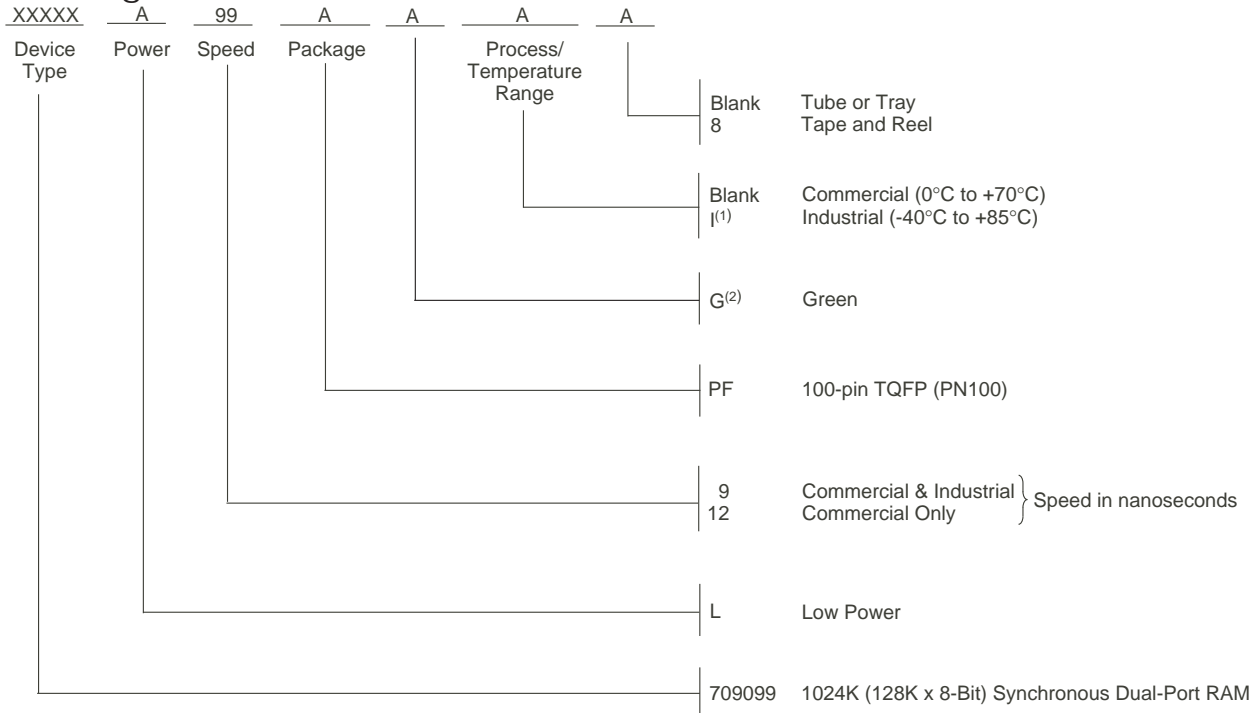 XXXXX A 99 A A A A
Device Type Power Speed Package Process/ Temperature Range
Blank Tube or Tray
8 Tape and Reel
Blank Commercial (0°C to +70°C)
I(1) Industrial (-40°C to +85°C)
G(2) Green
PF 100-pin TQFP (PN100)
9 Commercial & Industrial
12 Commercial Only
Speed in nanoseconds
L Low Power
709099 1024K (128K x 8-Bit) Synchronous Dual-Port RAM